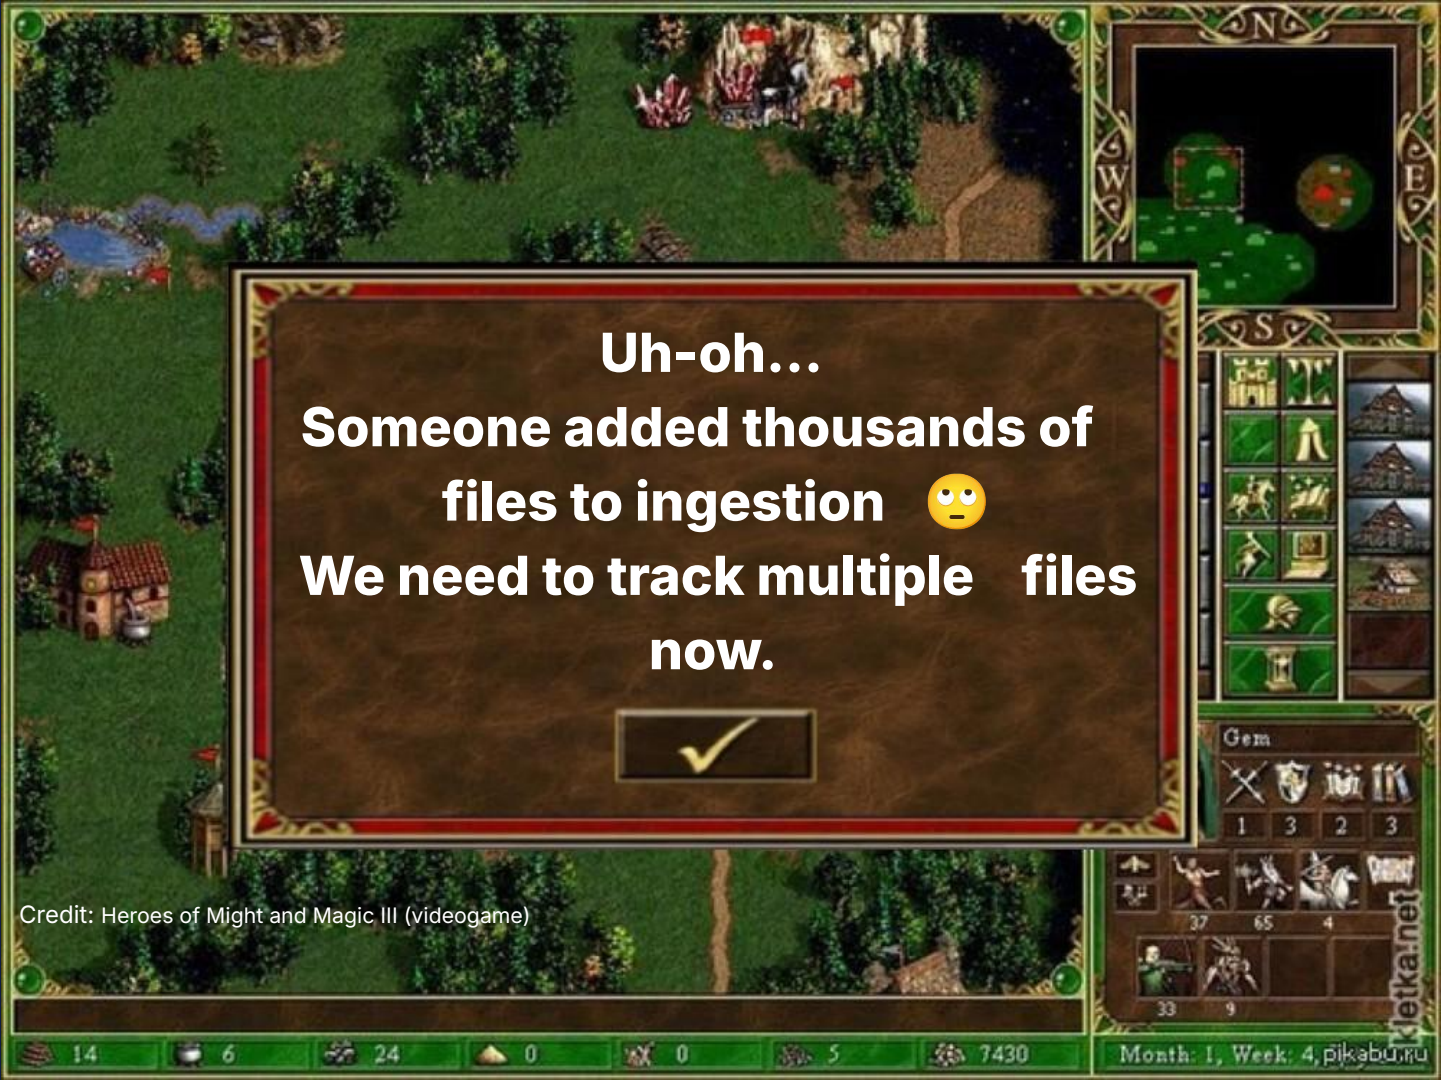 N
W
E
S
Uh-oh...
Someone added thousands of
files to ingestion 🙄
We need to track multiple files
now.
Gem
1 3 2 3
37 65 4
33 9
Credit: Heroes of Might and Magic III (videogame)
kletka.net
14 6 24 0 0 5 7430
Month: 1, Week: 4,
pikabu.ru